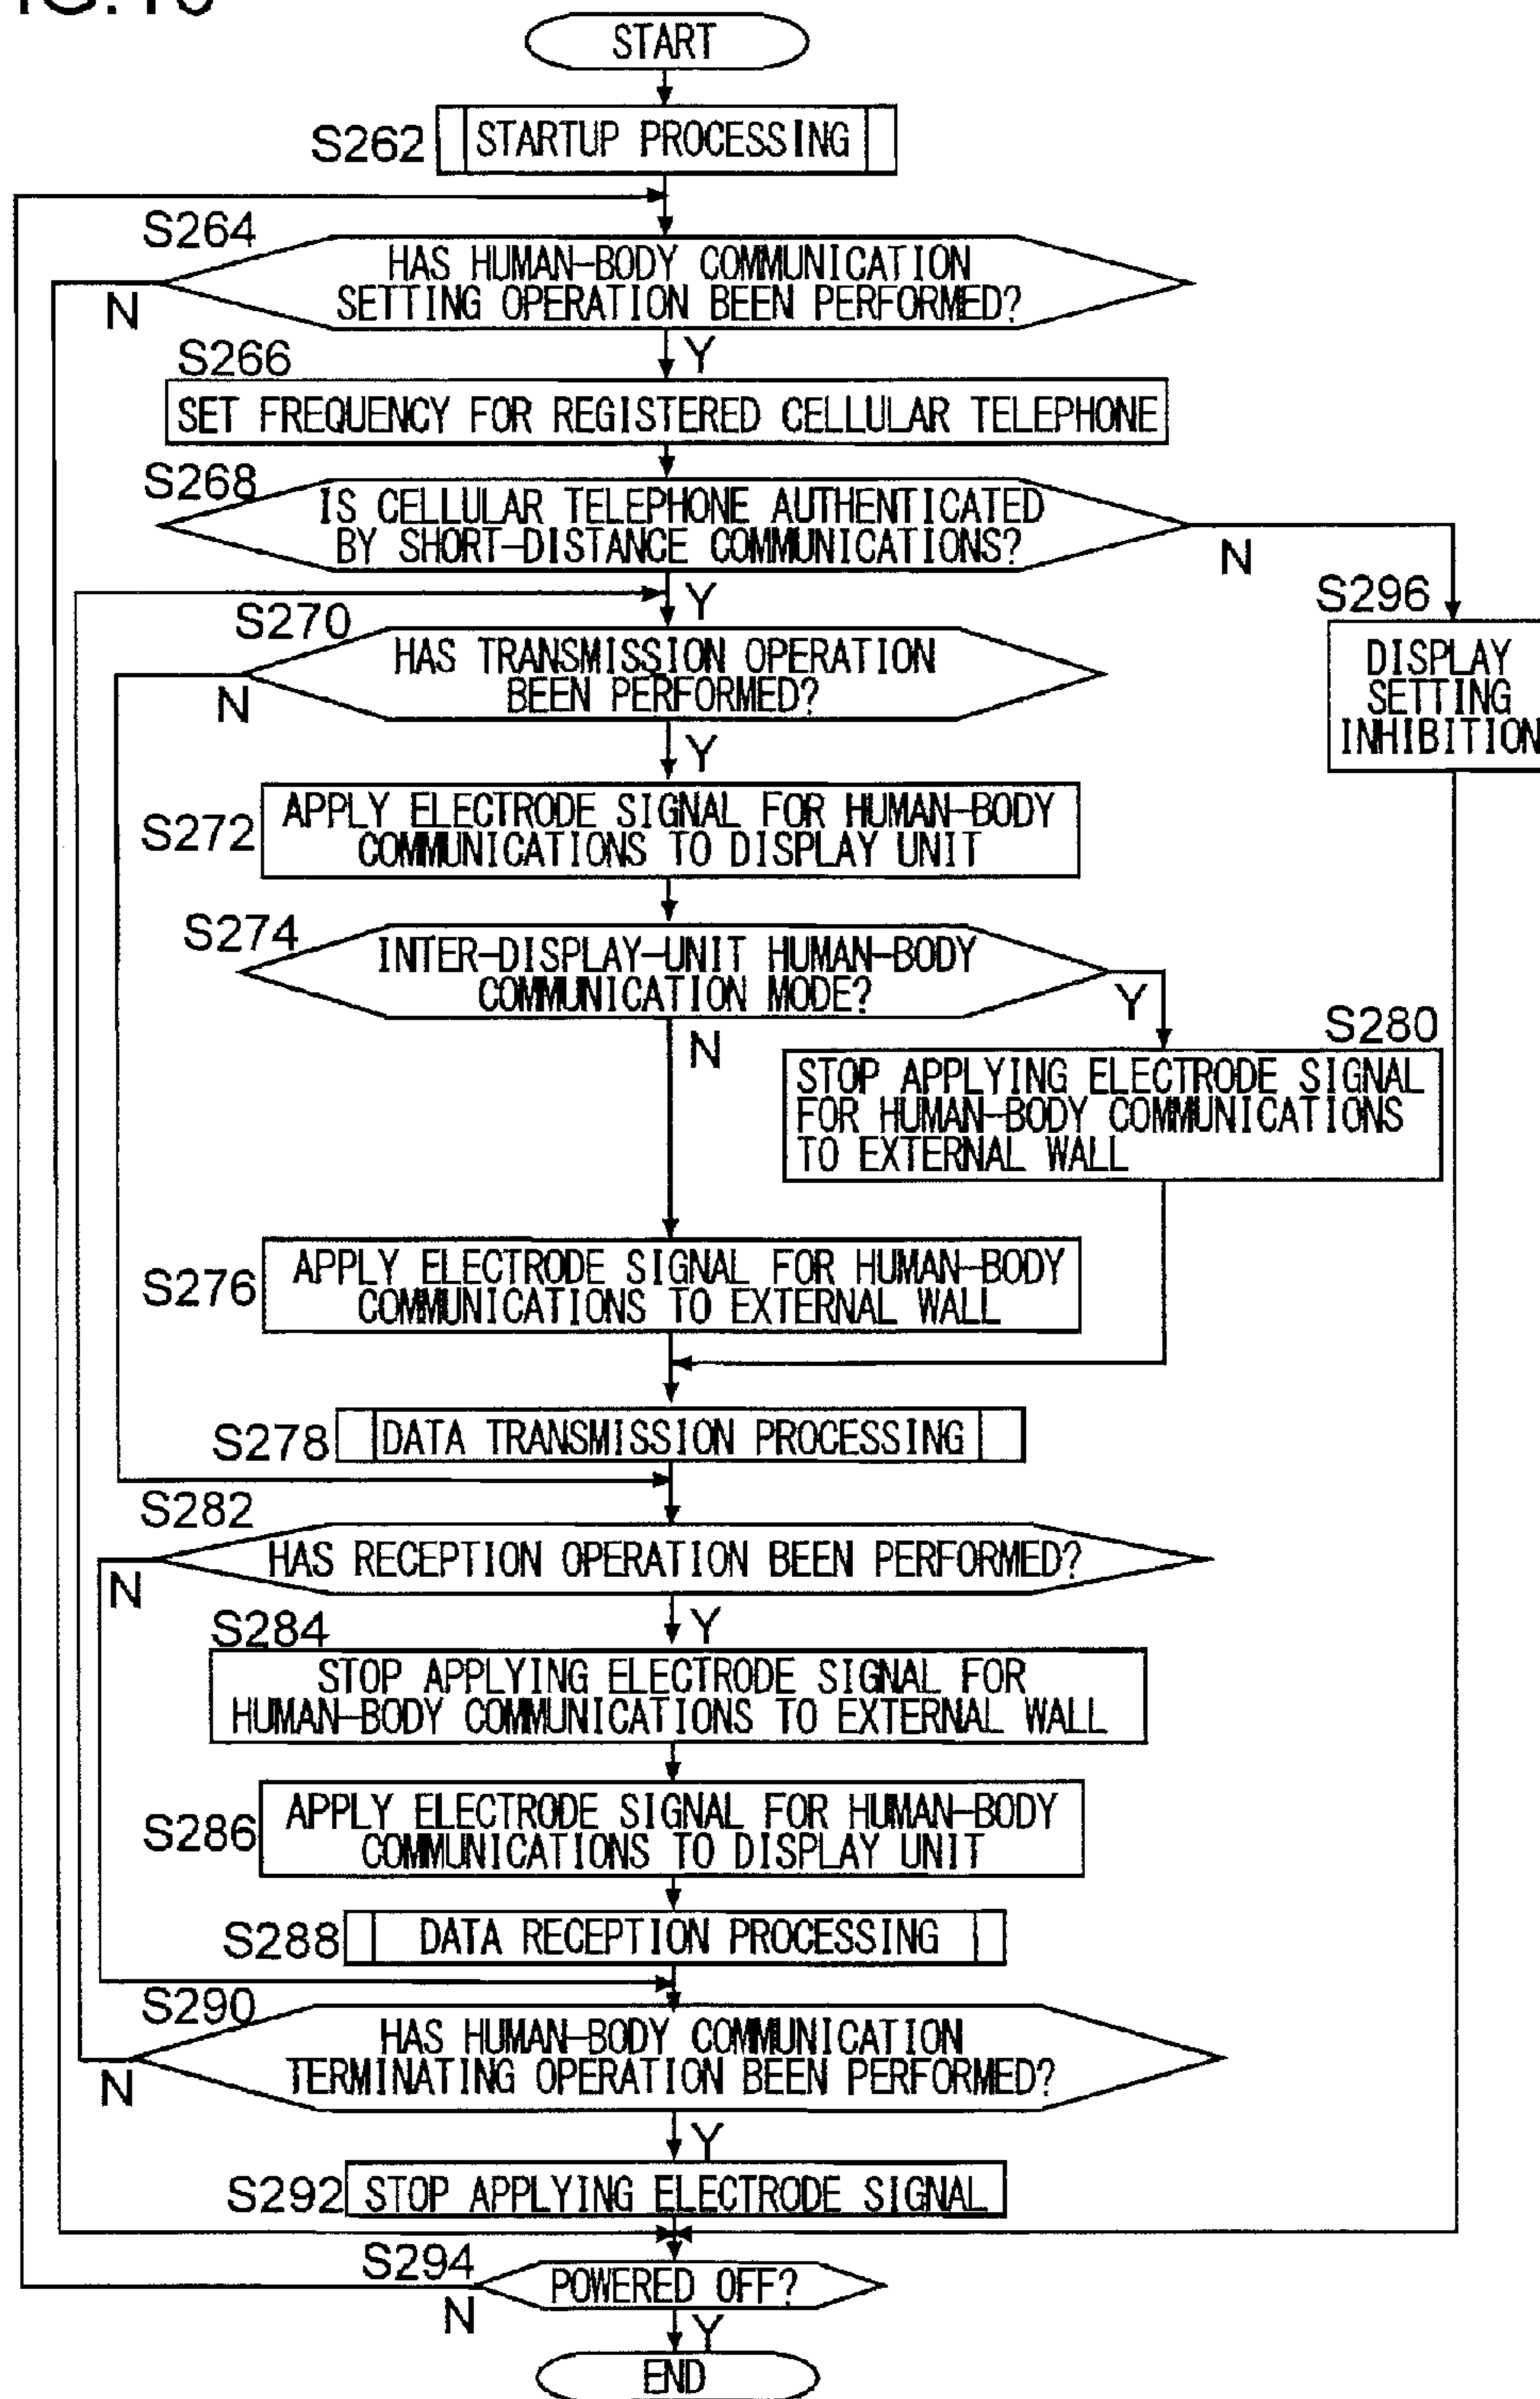 START
S262
STARTUP PROCESSING
S264
HAS HUMAN-BODY COMMUNICATION
SETTING OPERATION BEEN PERFORMED?
N
Y
S266
SET FREQUENCY FOR REGISTERED CELLULAR TELEPHONE
S268
IS CELLULAR TELEPHONE AUTHENTICATED
BY SHORT-DISTANCE COMMUNICATIONS?
N
Y
S296
DISPLAY
SETTING
INHIBITION
S270
HAS TRANSMISSION OPERATION
BEEN PERFORMED?
N
Y
S272
APPLY ELECTRODE SIGNAL FOR HUMAN-BODY
COMMUNICATIONS TO DISPLAY UNIT
S274
INTER-DISPLAY-UNIT HUMAN-BODY
COMMUNICATION MODE?
Y
N
S280
STOP APPLYING ELECTRODE SIGNAL
FOR HUMAN-BODY COMMUNICATIONS
TO EXTERNAL WALL
S276
APPLY ELECTRODE SIGNAL FOR HUMAN-BODY
COMMUNICATIONS TO EXTERNAL WALL
S278
DATA TRANSMISSION PROCESSING
S282
HAS RECEPTION OPERATION BEEN PERFORMED?
N
Y
S284
STOP APPLYING ELECTRODE SIGNAL FOR
HUMAN-BODY COMMUNICATIONS TO EXTERNAL WALL
S286
APPLY ELECTRODE SIGNAL FOR HUMAN-BODY
COMMUNICATIONS TO DISPLAY UNIT
S288
DATA RECEPTION PROCESSING
S290
HAS HUMAN-BODY COMMUNICATION
TERMINATING OPERATION BEEN PERFORMED?
N
Y
S292
STOP APPLYING ELECTRODE SIGNAL
S294
POWERED OFF?
N
Y
END